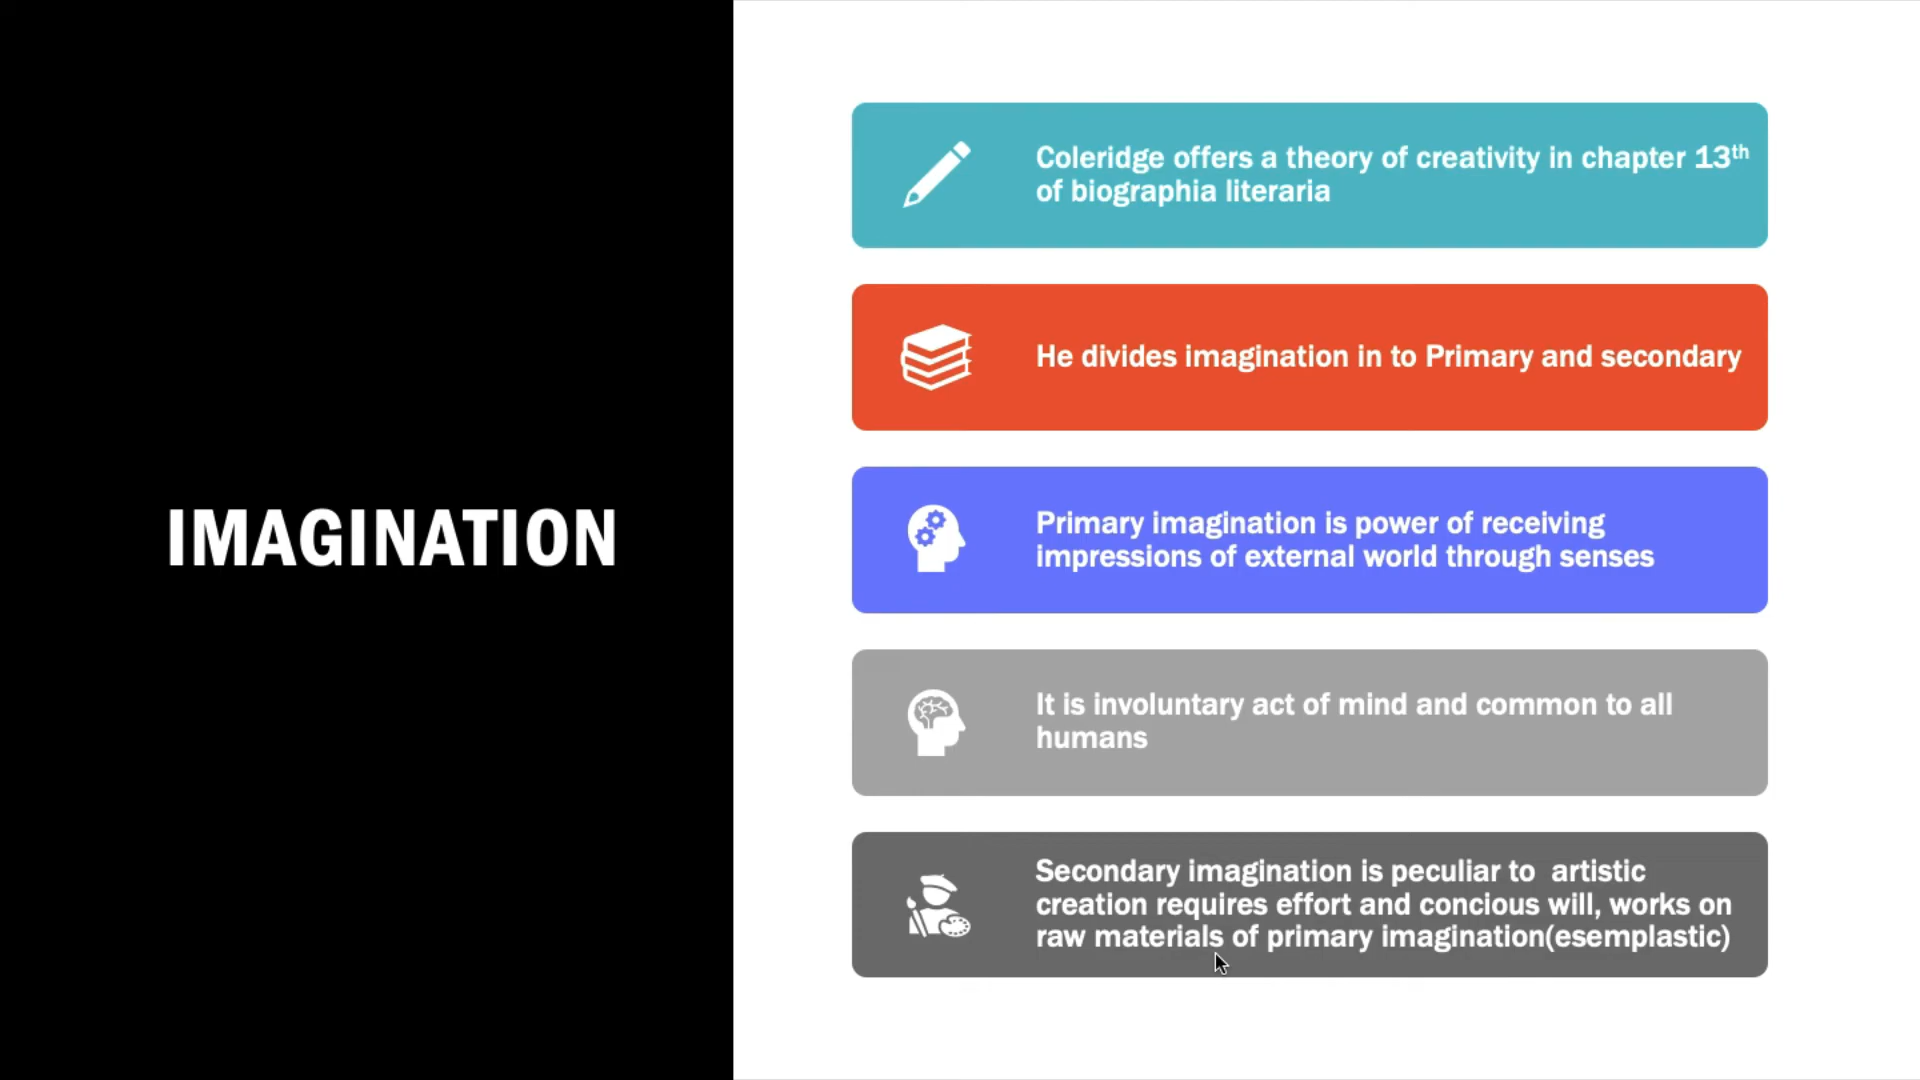 IMAGINATION
Coleridge offers a theory of creativity in chapter 13th
of biographia literaria
He divides imagination in to Primary and secondary
Primary imagination is power of receiving
impressions of external world through senses
It is involuntary act of mind and common to all
humans
Secondary imagination is peculiar to  artistic
creation requires effort and concious will, works on
raw materials of primary imagination(esemplastic)